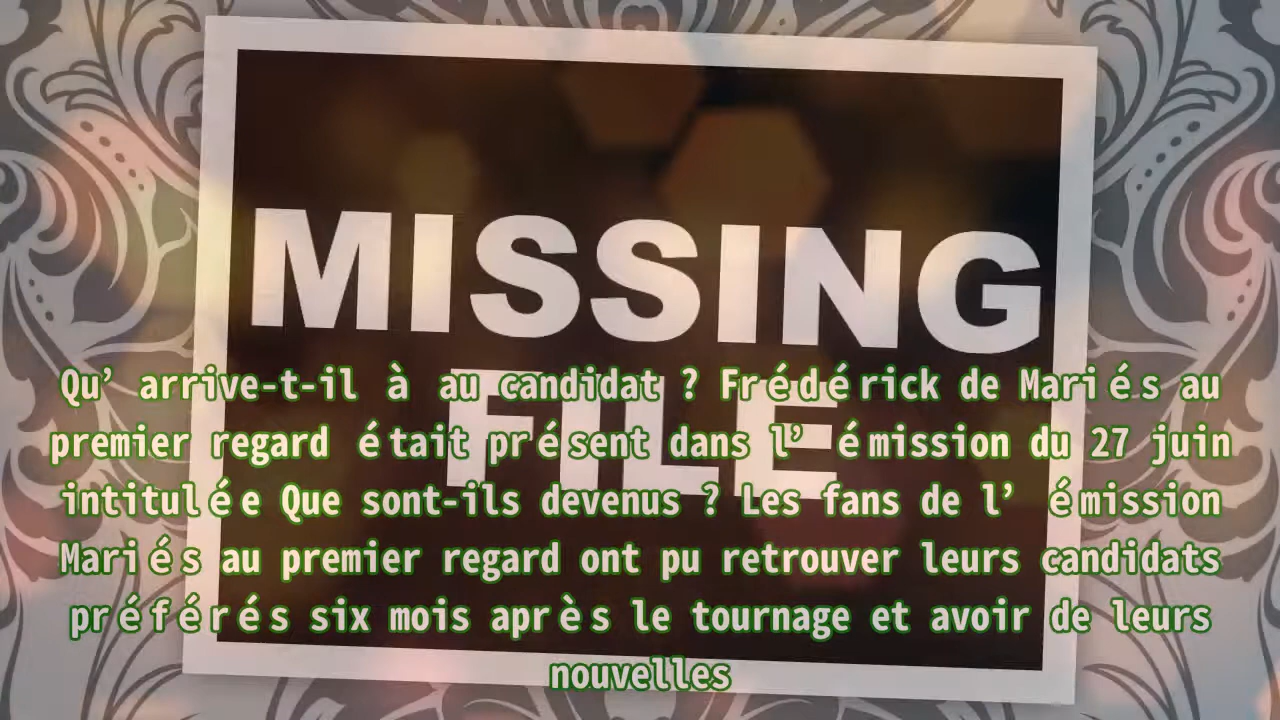 MISSING
FILE
Qu’ arrive-t-il à au candidat ? Frédérick de Mariés au
premier regard était présent dans l’ émission du 27 juin
intitulée Que sont-ils devenus ? Les fans de l’ émission
Mariés au premier regard ont pu retrouver leurs candidats
préférés six mois après le tournage et avoir de leurs
nouvelles